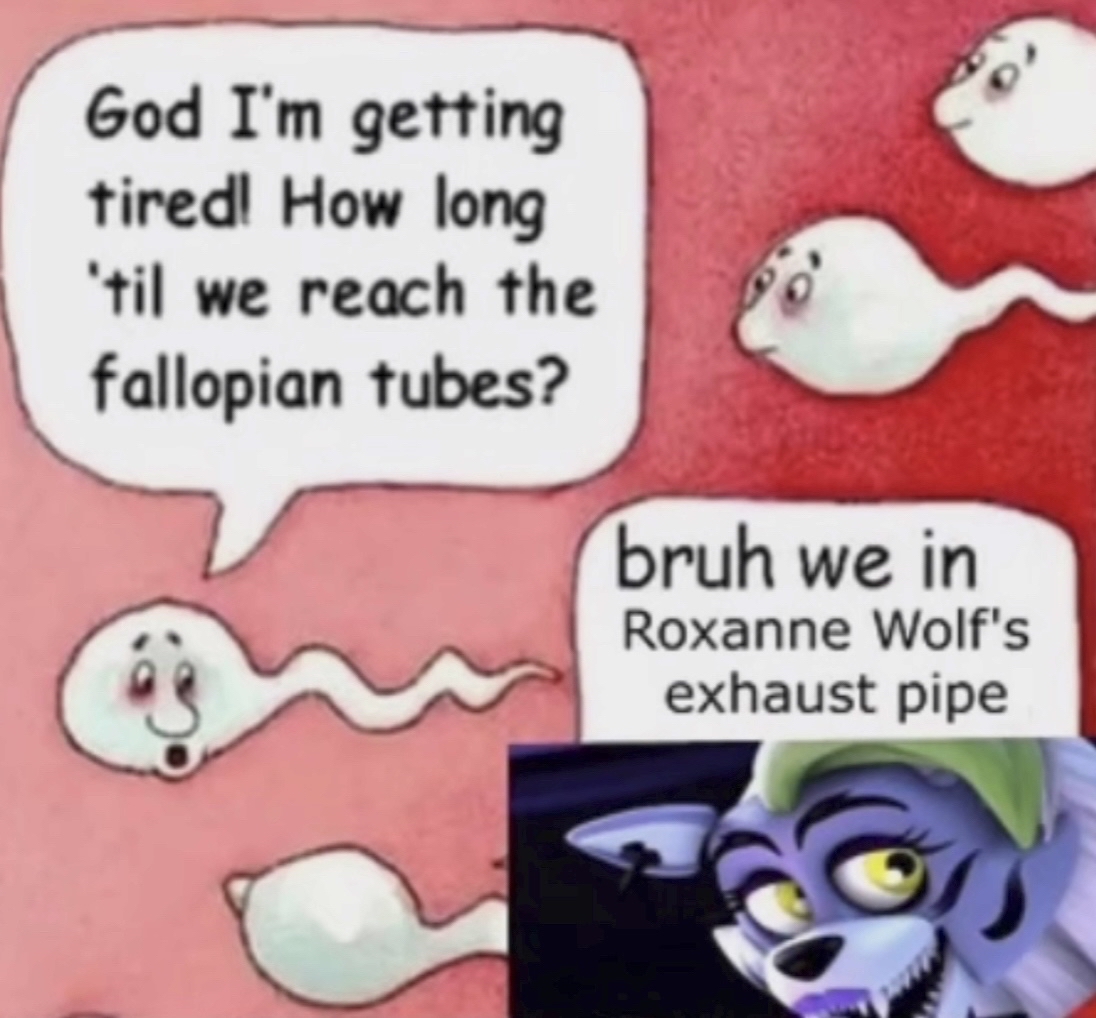 God I'm getting
tired! How long
'til we reach the
fallopian tubes?
bruh we in
Roxanne Wolf's
exhaust pipe